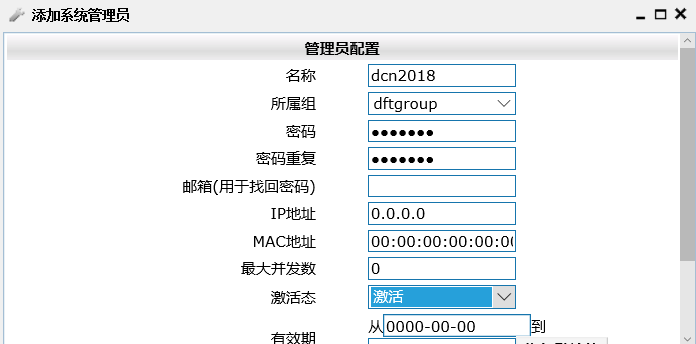 添加系统管理员
管理员配置
名称 dcn2018
所属组 dftgroup
密码 ●●●●●●●
密码重复 ●●●●●●●
邮箱(用于找回密码)
IP地址 0.0.0.0
MAC地址 00:00:00:00:00:00
最大并发数 0
激活态 激活
有效期 从 0000-00-00 到